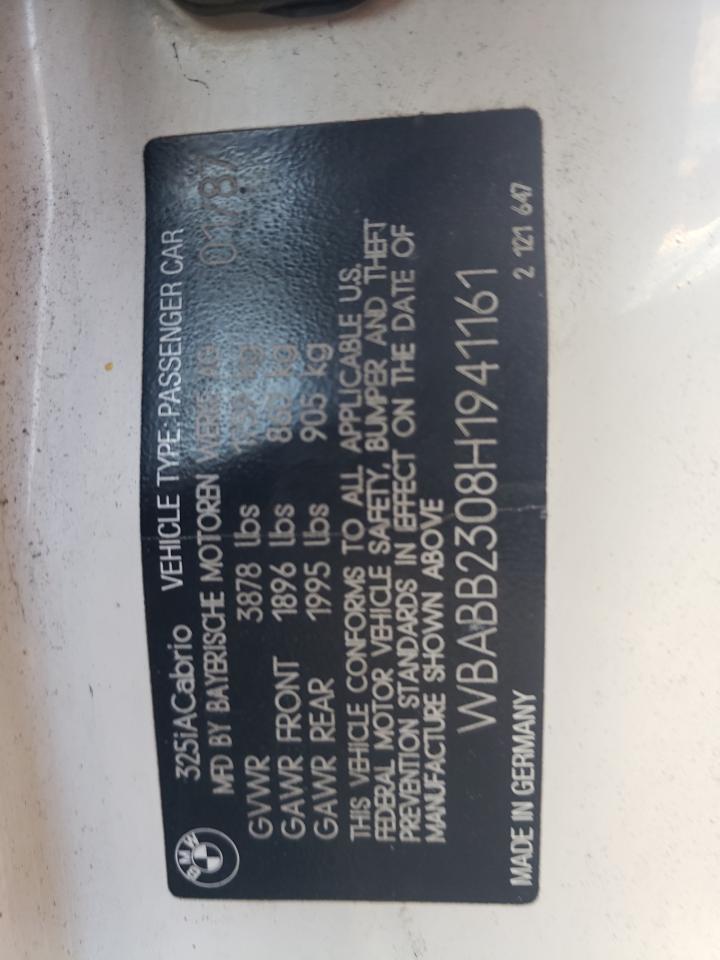 BMW
325iACabrio VEHICLE TYPE: PASSENGER CAR
MFD BY BAYERISCHE MOTOREN WERKE AG 01/87
GVWR 3878 lbs kg
GAWR FRONT 1896 lbs kg
GAWR REAR 1995 lbs 905 kg
THIS VEHICLE CONFORMS TO ALL APPLICABLE U.S.
FEDERAL MOTOR VEHICLE SAFETY, BUMPER AND THEFT
PREVENTION STANDARDS IN EFFECT ON THE DATE OF
MANUFACTURE SHOWN ABOVE
WBABB2308H1941161
MADE IN GERMANY 2 121 647